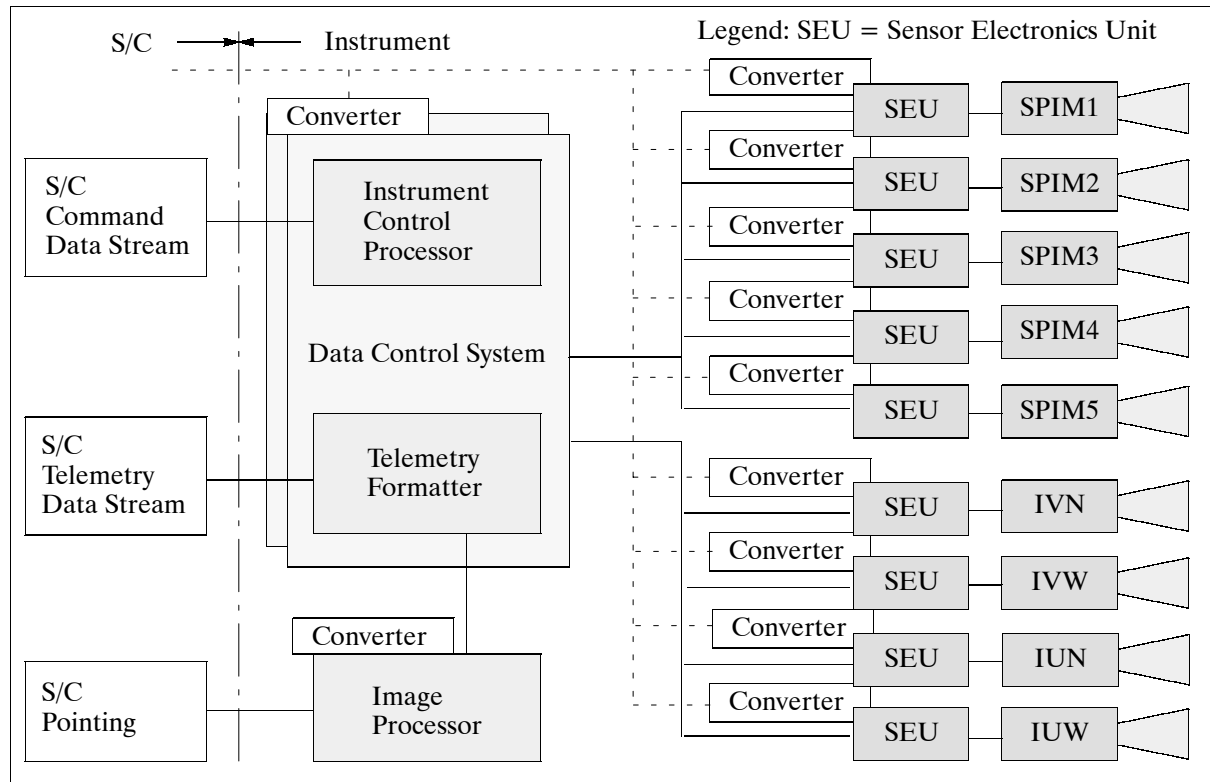 S/C
Instrument
Legend: SEU = Sensor Electronics Unit
Converter
S/C
Command
Data Stream
Instrument
Control
Processor
Data Control System
S/C
Telemetry
Data Stream
Telemetry
Formatter
Converter
S/C
Pointing
Image
Processor
Converter
SEU
SPIM1
Converter
SEU
SPIM2
Converter
SEU
SPIM3
Converter
SEU
SPIM4
Converter
SEU
SPIM5
Converter
SEU
IVN
Converter
SEU
IVW
Converter
SEU
IUN
Converter
SEU
IUW